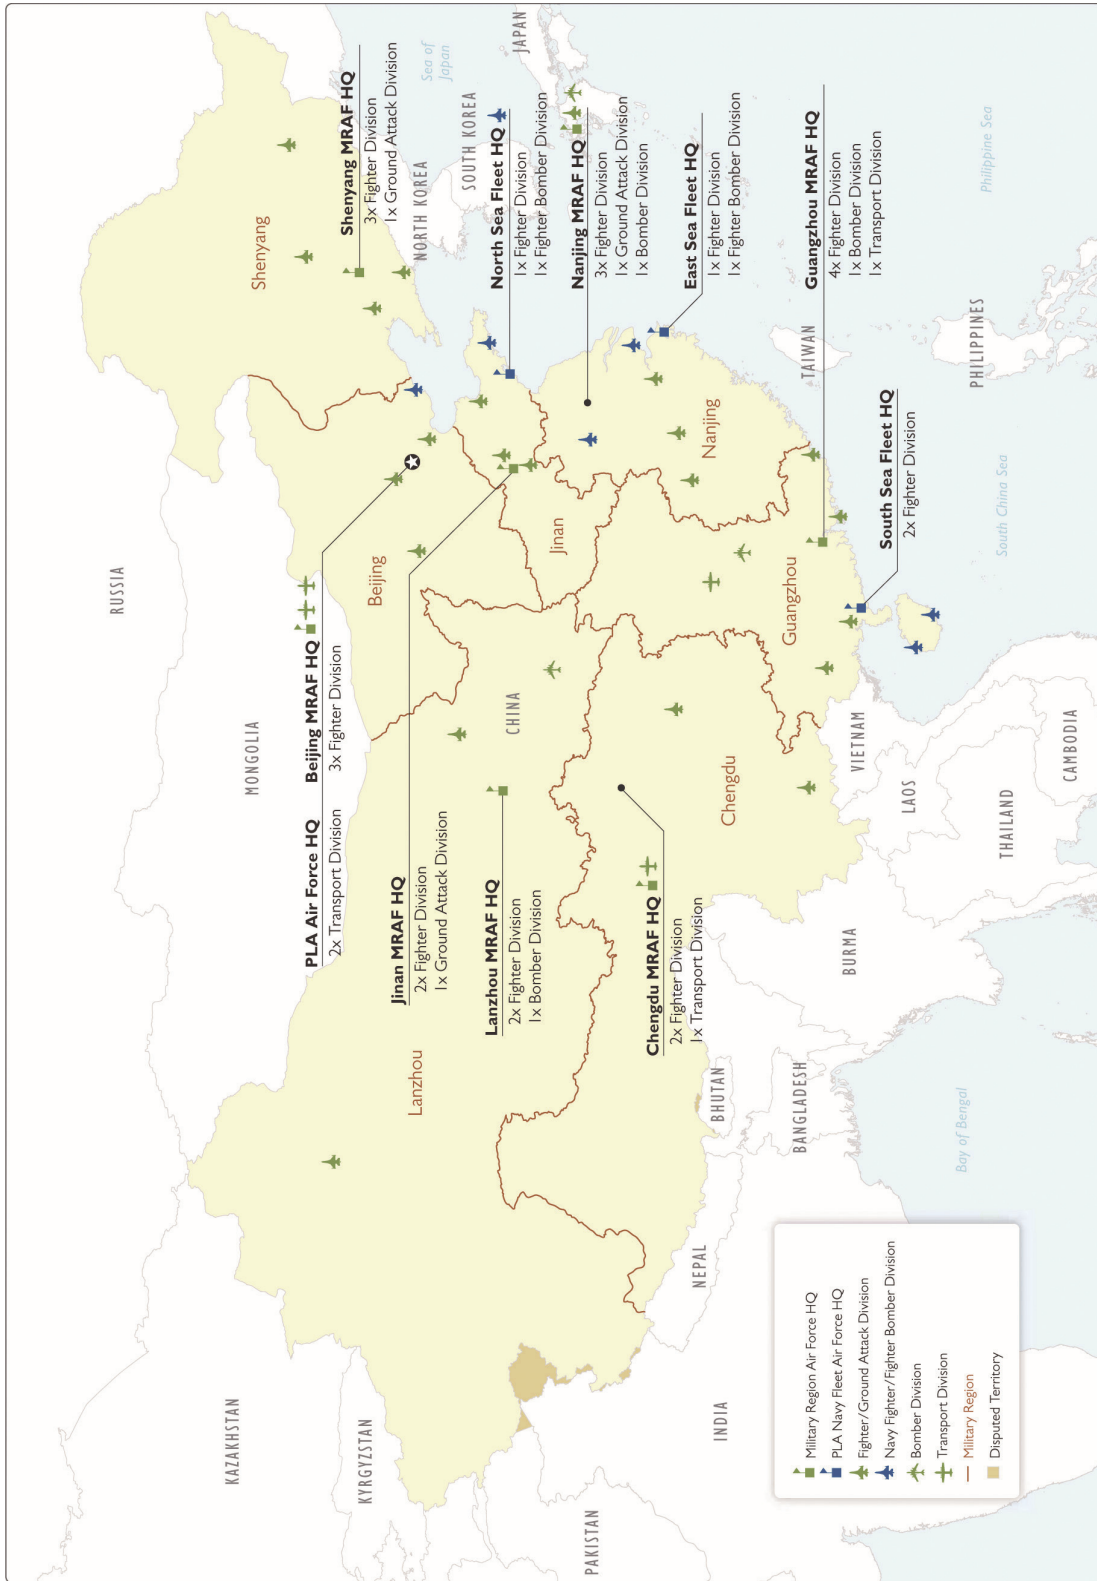 RUSSIA
KAZAKHSTAN
KYRGYZSTAN
MONGOLIA
PAKISTAN
INDIA
NEPAL
BHUTAN
BANGLADESH
BURMA
LAOS
THAILAND
VIETNAM
CAMBODIA
CHINA
NORTH KOREA
SOUTH KOREA
JAPAN
TAIWAN
PHILIPPINES
Sea of
Japan
Philippine Sea
South China Sea
Bay of Bengal
Shenyang
Beijing
Lanzhou
Jinan
Nanjing
Guangzhou
Chengdu
PLA Air Force HQ
2x Transport Division
Beijing MRAF HQ
3x Fighter Division
Shenyang MRAF HQ
3x Fighter Division
1x Ground Attack Division
Jinan MRAF HQ
2x Fighter Division
1x Ground Attack Division
North Sea Fleet HQ
1x Fighter Division
1x Fighter Bomber Division
Lanzhou MRAF HQ
2x Fighter Division
1x Bomber Division
Nanjing MRAF HQ
3x Fighter Division
1x Ground Attack Division
1x Bomber Division
Chengdu MRAF HQ
2x Fighter Division
1x Transport Division
East Sea Fleet HQ
1x Fighter Division
1x Fighter Bomber Division
Guangzhou MRAF HQ
4x Fighter Division
1x Bomber Division
1x Transport Division
South Sea Fleet HQ
2x Fighter Division
Military Region Air Force HQ
PLA Navy Fleet Air Force HQ
Fighter/Ground Attack Division
Navy Fighter/Fighter Bomber Division
Bomber Division
Transport Division
Military Region
Disputed Territory